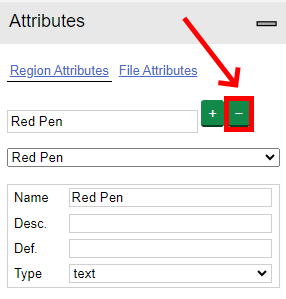 Attributes
Region Attributes File Attributes
Red Pen + −
Red Pen
Name Red Pen
Desc.
Def.
Type text